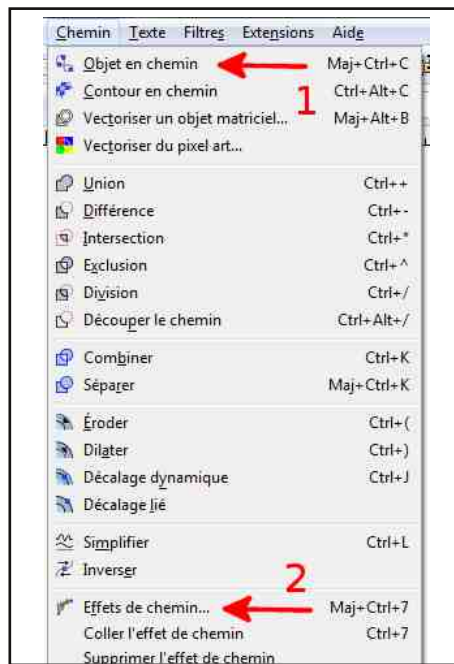 Chemin Texte Filtres Extensions Aide
Objet en chemin Maj+Ctrl+C
1
Contour en chemin Ctrl+Alt+C
Vectoriser un objet matriciel... Maj+Alt+B
Vectoriser du pixel art...
Union Ctrl++
Différence Ctrl+-
Intersection Ctrl+*
Exclusion Ctrl+^
Division Ctrl+/
Découper le chemin Ctrl+Alt+/
Combiner Ctrl+K
Séparer Maj+Ctrl+K
Éroder Ctrl+(
Dilater Ctrl+)
Décalage dynamique Ctrl+J
Décalage lié
Simplifier Ctrl+L
Inverser
2
Effets de chemin... Maj+Ctrl+7
Coller l'effet de chemin Ctrl+7
Supprimer l'effet de chemin